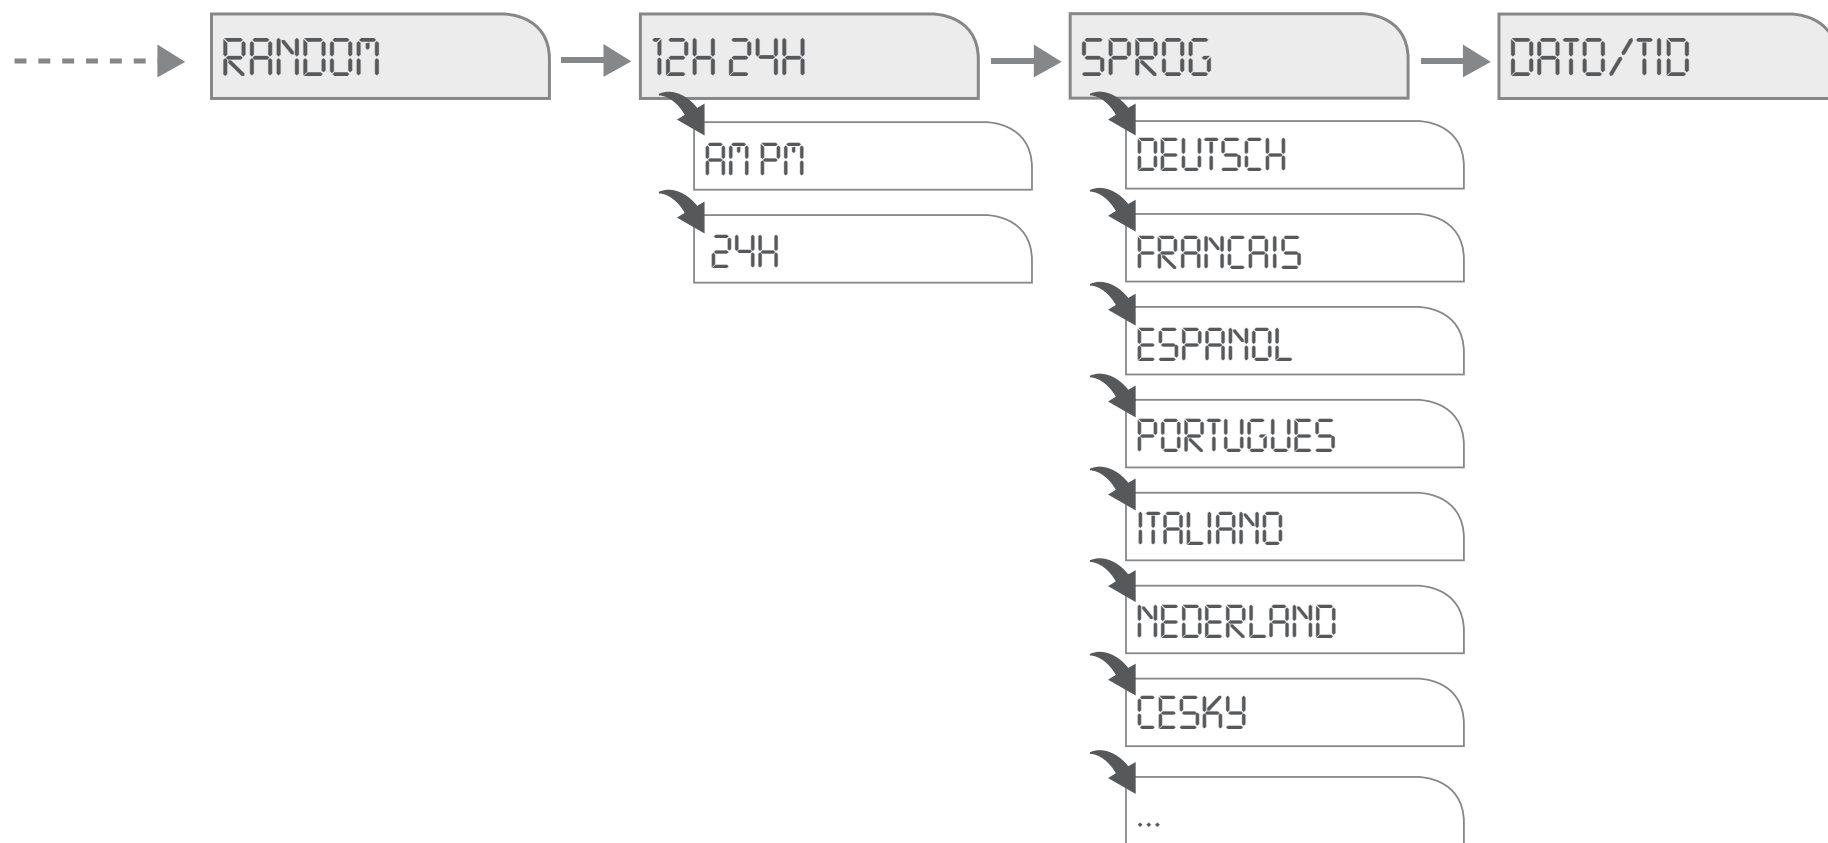 RANDOM
12H 24H
AM PM
24H
SPROG
DEUTSCH
FRANCAIS
ESPANOL
PORTUGUES
ITALIANO
NEDERLAND
CESKY
...
DATO/TID